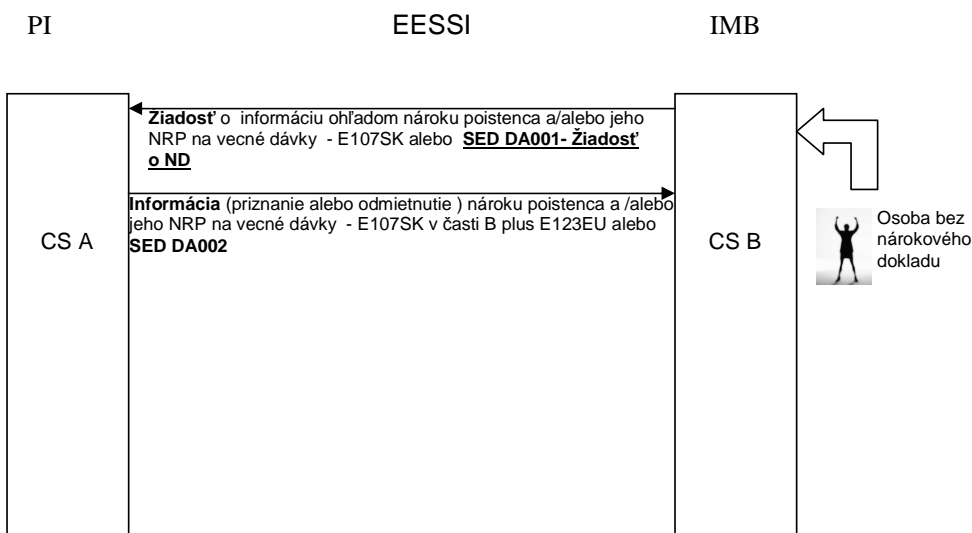 PI
EESSI
IMB
Žiadosť o informáciu ohľadom nároku poistenca a/alebo jeho
NRP na vecné dávky - E107SK alebo SED DA001- Žiadosť
o ND
Informácia (priznanie alebo odmietnutie ) nároku poistenca a /alebo
jeho NRP na vecné dávky - E107SK v časti B plus E123EU alebo
SED DA002
CS A
CS B
Osoba bez
nárokového
dokladu